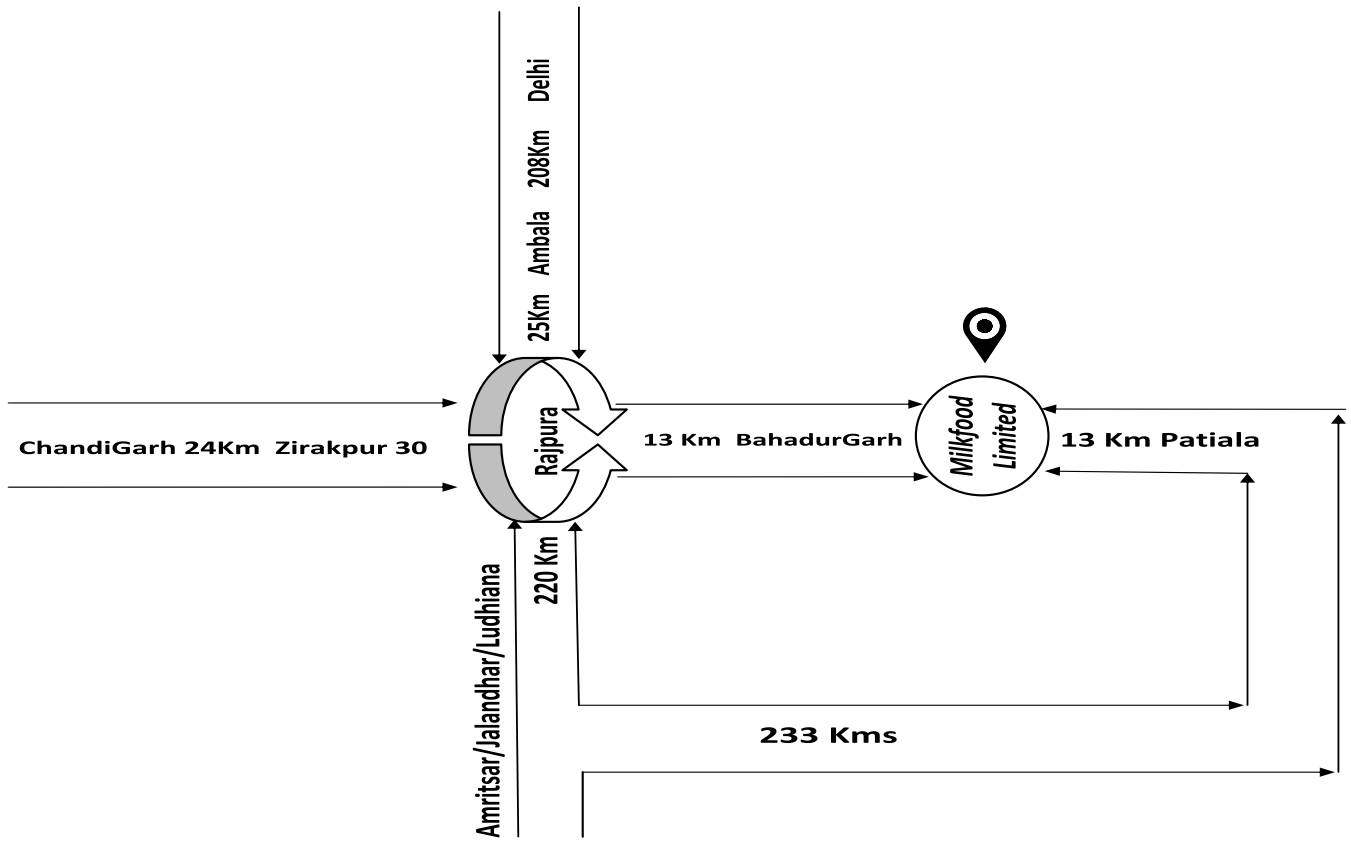 25Km Ambala 208Km Delhi
ChandiGarh 24Km Zirakpur 30
Rajpura
13 Km BahadurGarh
Milkfood
Limited
13 Km Patiala
220 Km
Amritsar/Jalandhar/Ludhiana
233 Kms